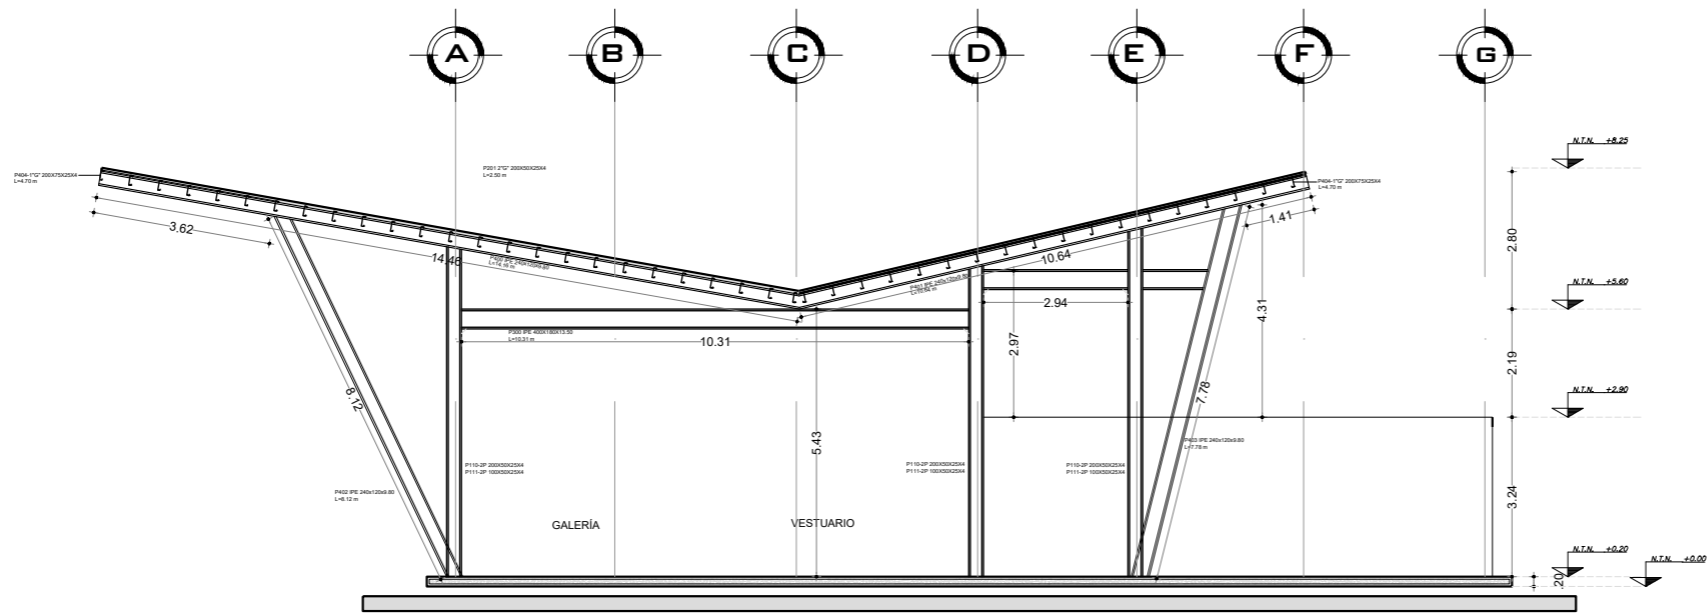 A
B
C
D
E
F
G
N.T.N. +8.25
P201 2"G" 200X50X25X4
L=2.50 m
P404-1"G" 200X75X25X4
L=4.70 m
P404-1"G" 200X75X25X4
L=4.70 m
3.62
1.41
2.80
14.46
P400 IPE 240x120x9.80
10.64
N.T.N. +5.60
2.94
4.31
P300 IPE 400X180X13.50
L=10.31 m
10.31
2.97
2.19
8.12
7.78
N.T.N. +2.90
5.43
P403 IPE 240x120x9.80
L=7.78 m
P110-2P 200X50X25X4
P111-2P 100X50X25X4
P110-2P 200X50X25X4
P111-2P 100X50X25X4
P110-2P 200X50X25X4
P111-2P 100X50X25X4
P402 IPE 240x120x9.80
L=8.12 m
3.24
GALERÍA
VESTUARIO
N.T.N. +0.20
N.T.N. +0.00
.20